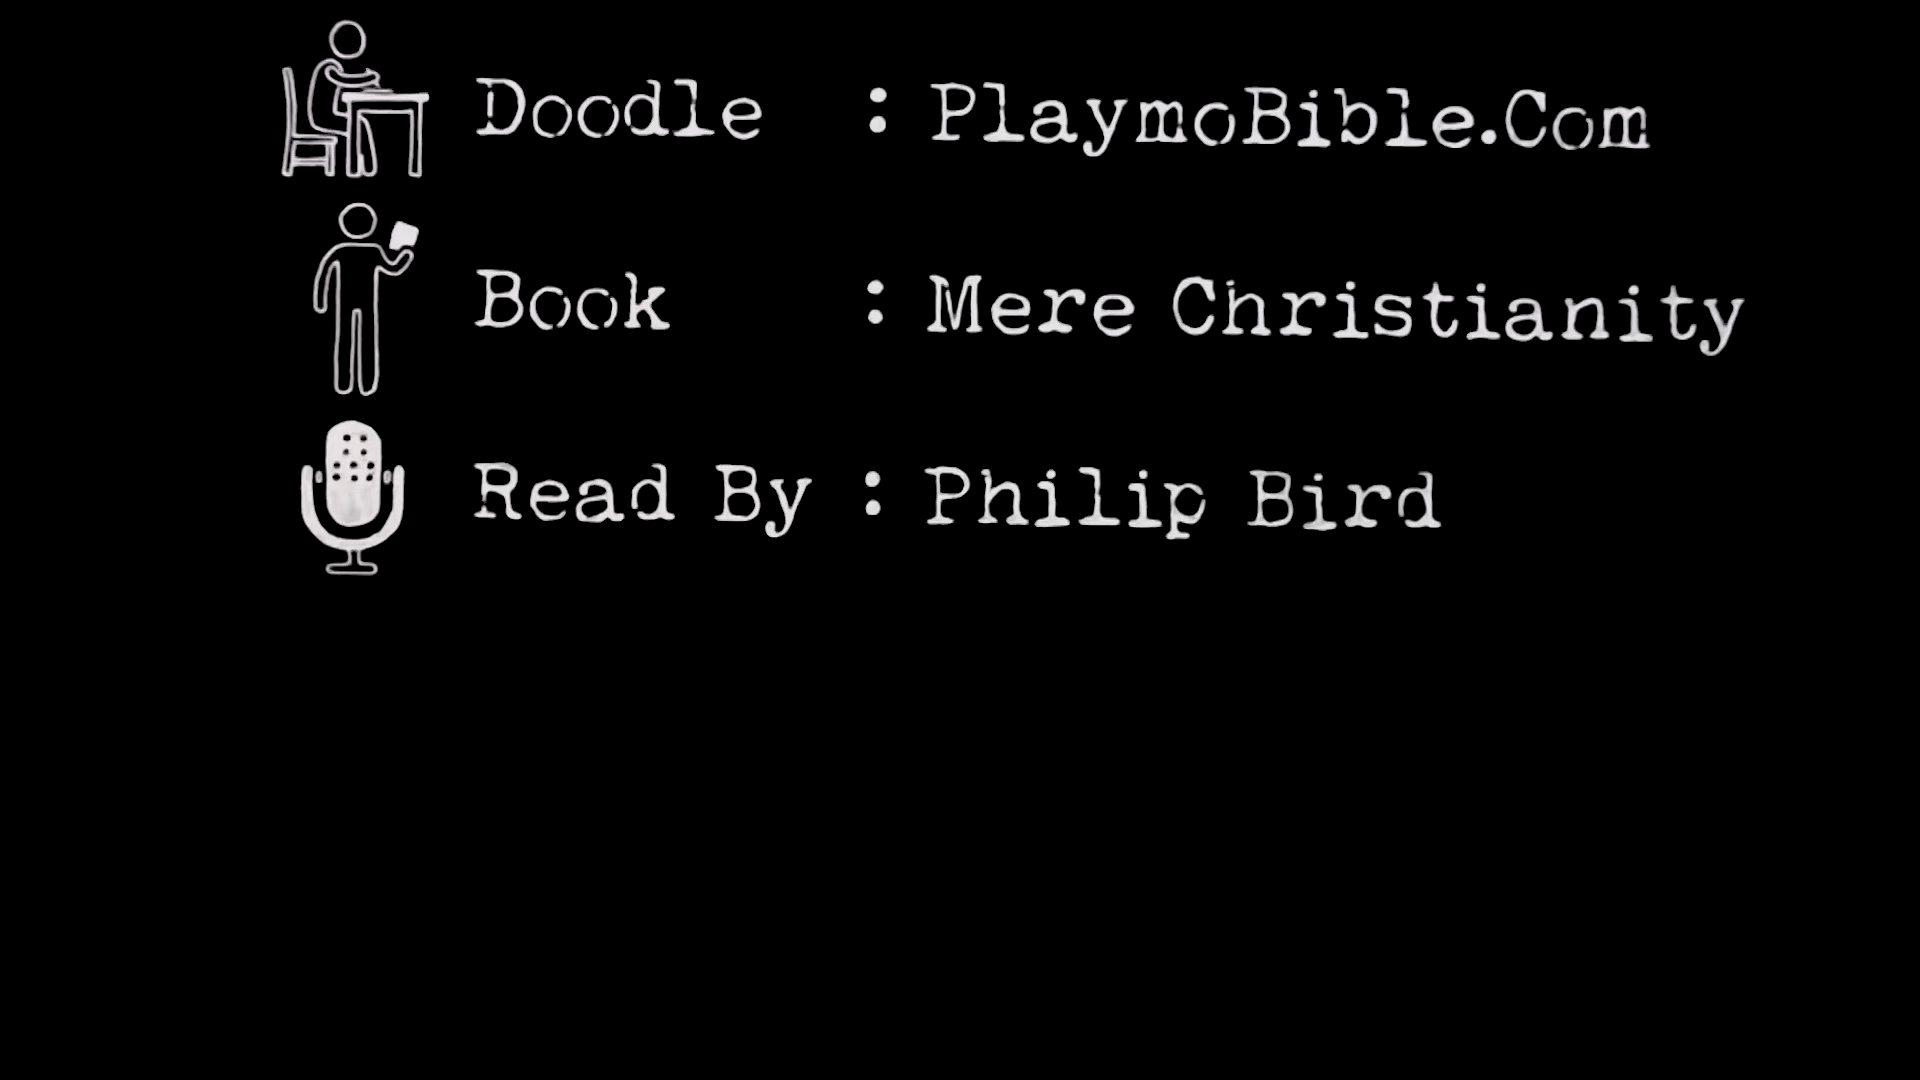 Doodle : PlaymoBible.Com
Book : Mere Christianity
Read By : Philip Bird